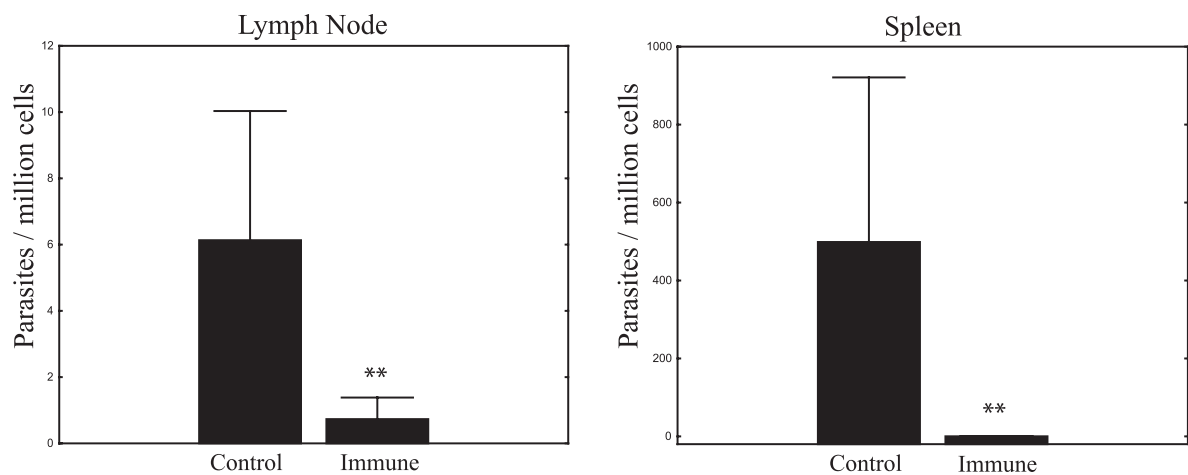 Lymph Node
Parasites / million cells
12
10
8
6
4
2
0
**
Control
Immune
Spleen
Parasites / million cells
1000
800
600
400
200
0
**
Control
Immune